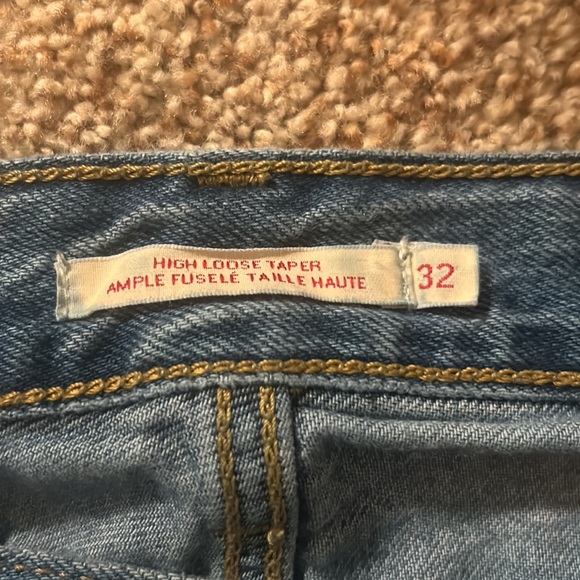 HIGH LOOSE TAPER
AMPLE FUSELÉ TAILLE HAUTE
32